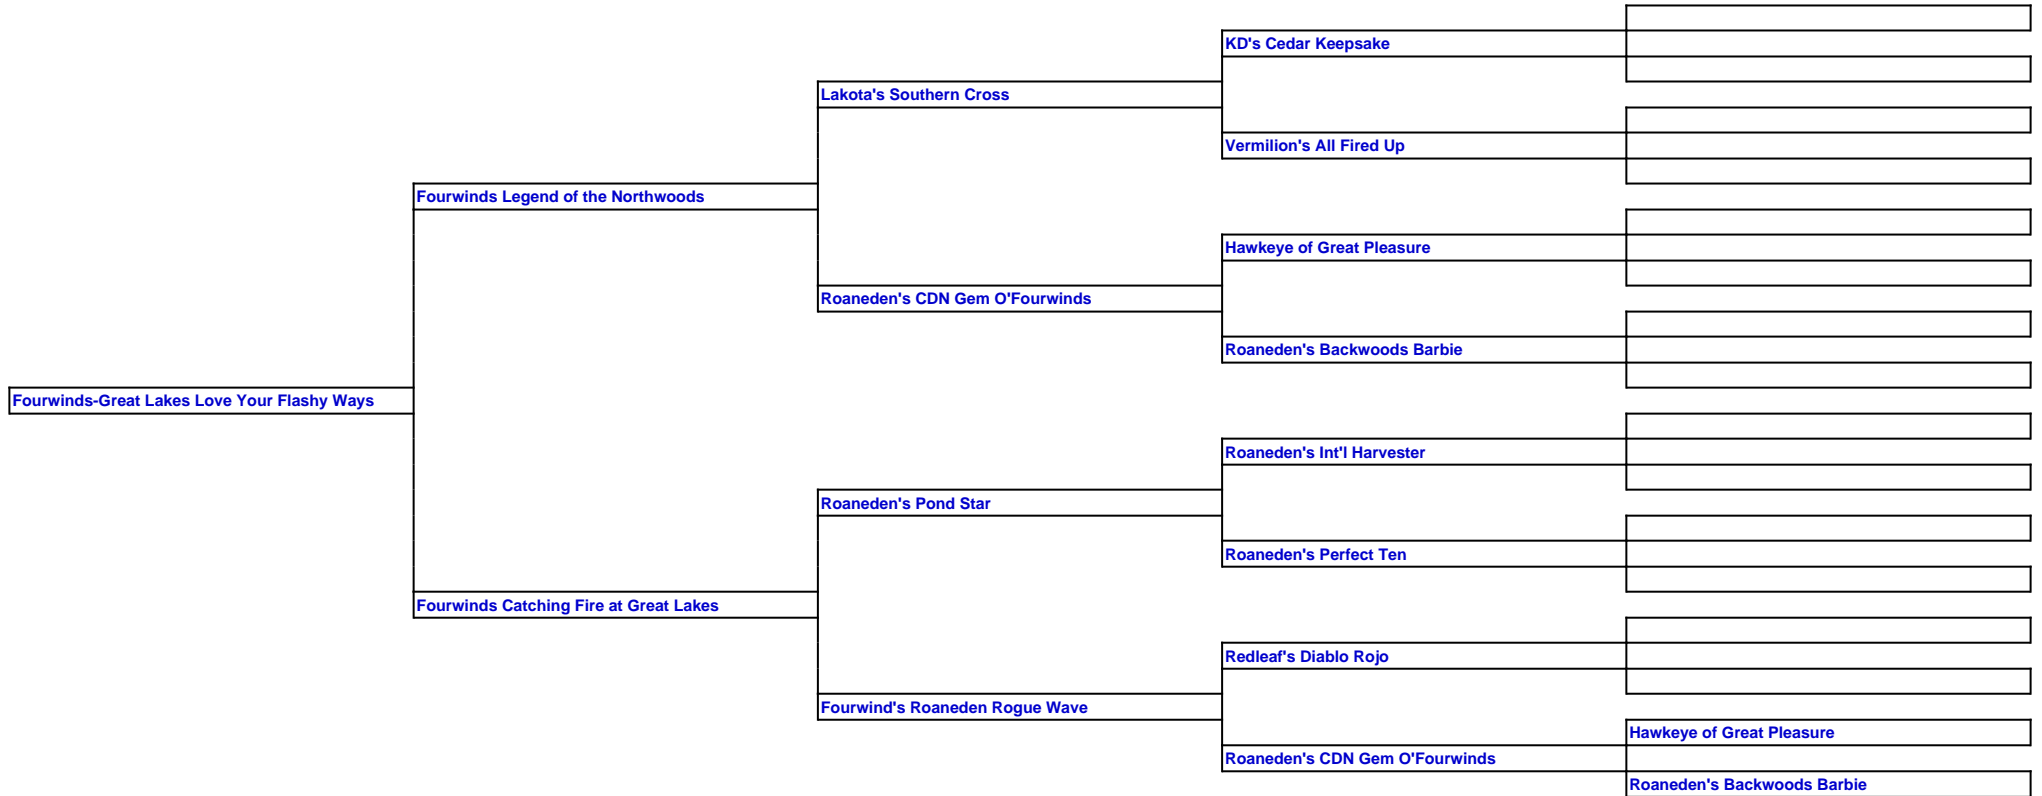 KD's Cedar Keepsake
Lakota's Southern Cross
Vermilion's All Fired Up
Fourwinds Legend of the Northwoods
Hawkeye of Great Pleasure
Roaneden's CDN Gem O'Fourwinds
Roaneden's Backwoods Barbie
Fourwinds-Great Lakes Love Your Flashy Ways
Roaneden's Int'l Harvester
Roaneden's Pond Star
Roaneden's Perfect Ten
Fourwinds Catching Fire at Great Lakes
Redleaf's Diablo Rojo
Fourwind's Roaneden Rogue Wave
Hawkeye of Great Pleasure
Roaneden's CDN Gem O'Fourwinds
Roaneden's Backwoods Barbie